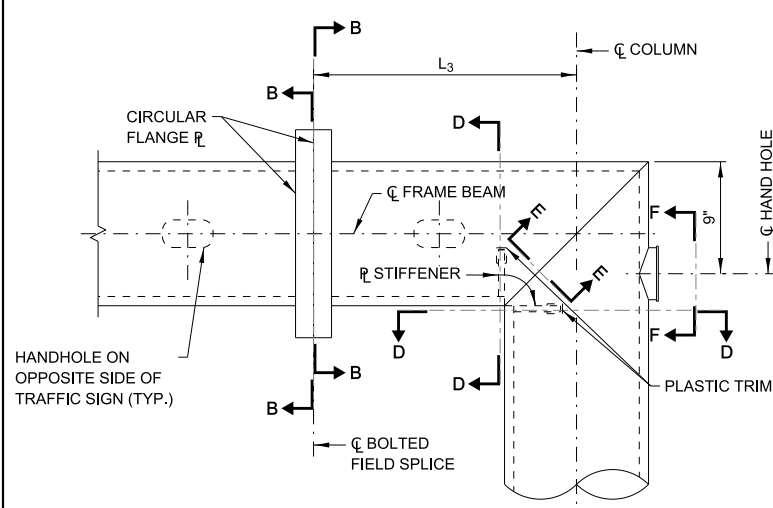 B
L3
℄ COLUMN
B
CIRCULAR
FLANGE ⅊
D
℄ HAND HOLE
℄ FRAME BEAM
E
F
9"
E
⅊ STIFFENER
D
F
D
HANDHOLE ON
OPPOSITE SIDE OF
TRAFFIC SIGN (TYP.)
B
D
PLASTIC TRIM
B
℄ BOLTED
FIELD SPLICE